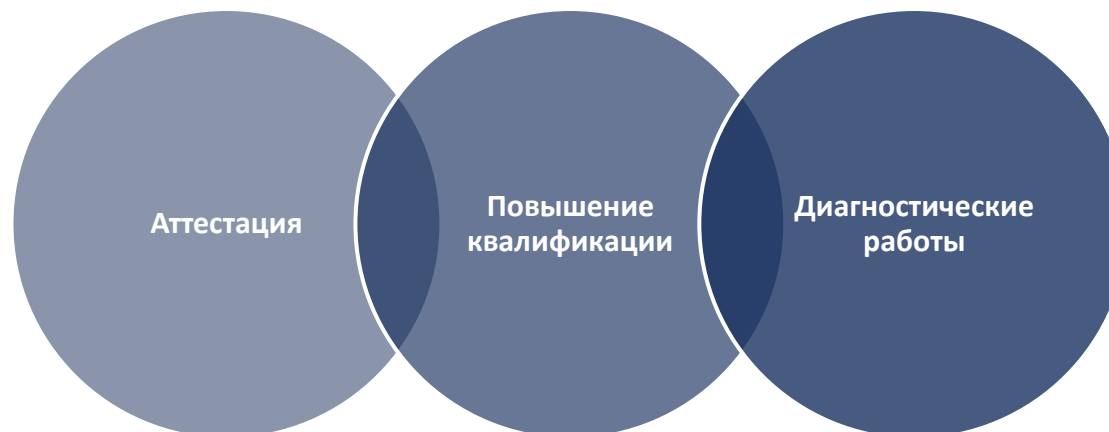 Аттестация
Повышение
квалификации
Диагностические
работы